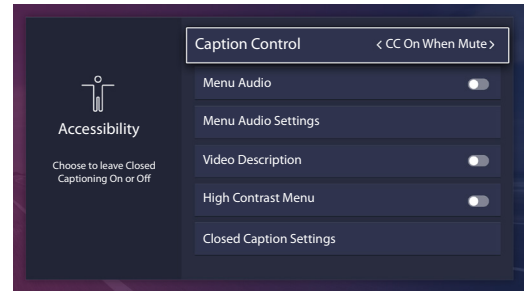 Caption Control < CC On When Mute >
Menu Audio
Accessibility
Menu Audio Settings
Choose to leave Closed
Captioning On or Off
Video Description
High Contrast Menu
Closed Caption Settings